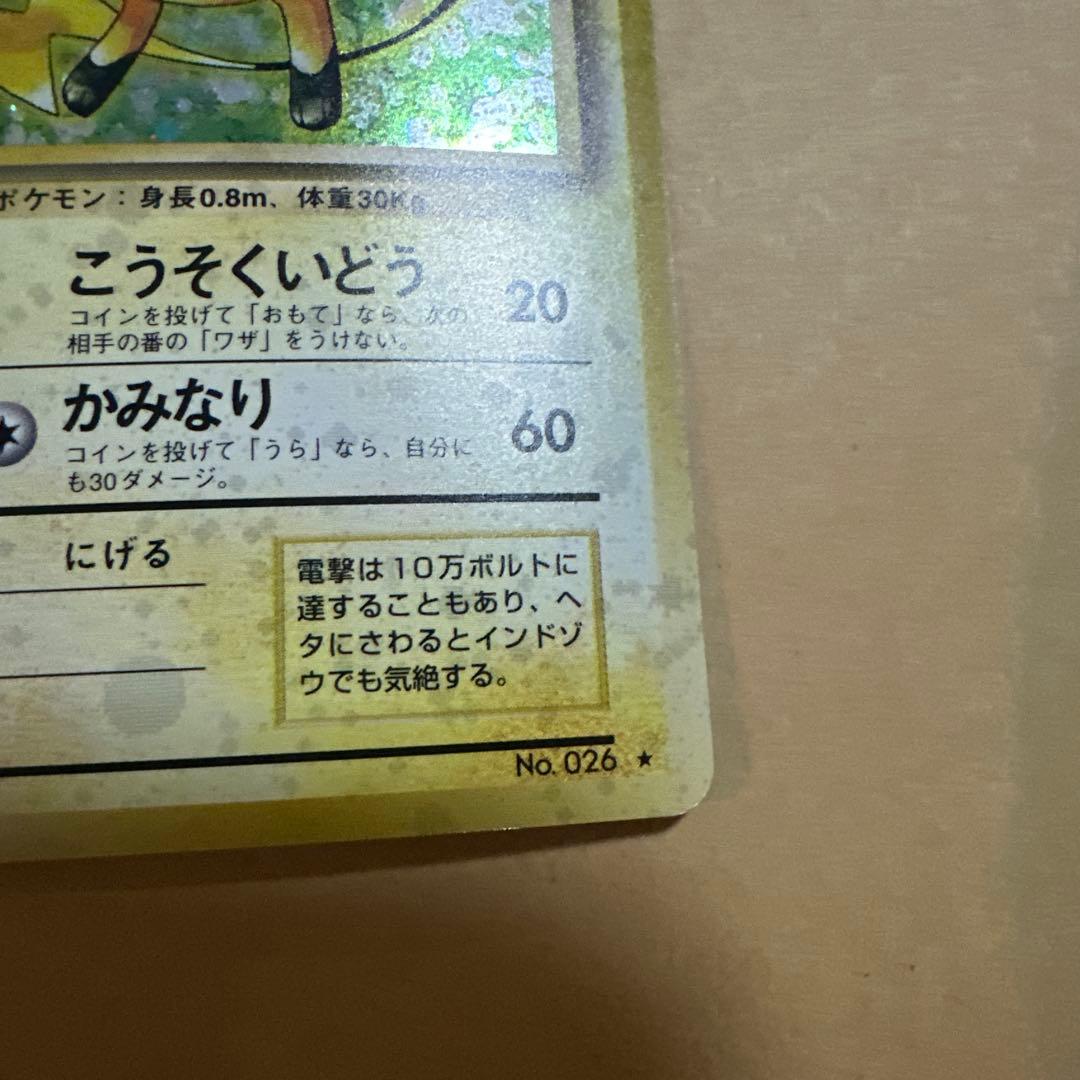 ポケモン：身長0.8m、体重30Kg
こうそくいどう 20
コインを投げて「おもて」なら、次の
相手の番の「ワザ」をうけない。
かみなり 60
コインを投げて「うら」なら、自分に
も30ダメージ。
にげる
電撃は10万ボルトに
達することもあり、ヘ
タにさわるとインドゾ
ウでも気絶する。
No. 026 ★